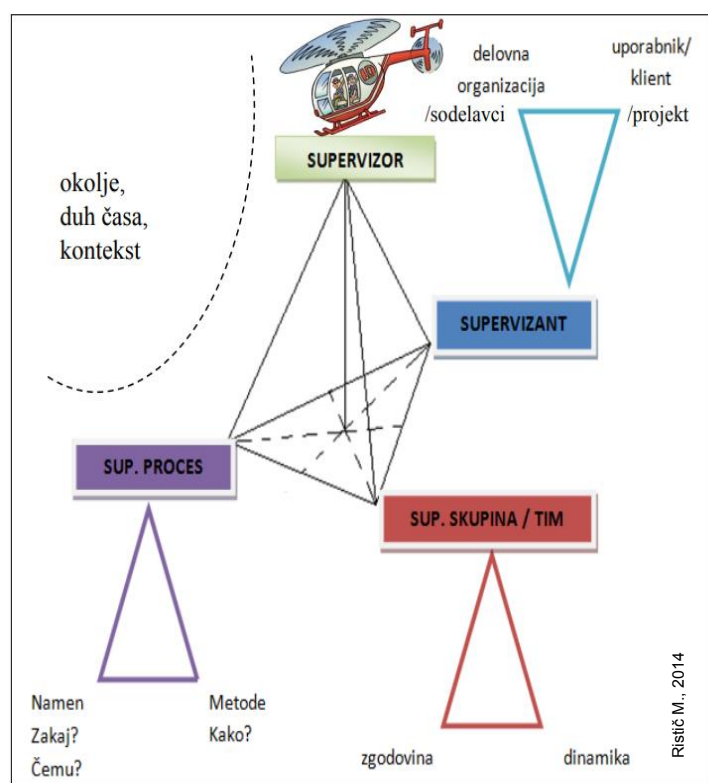 delovna
organizacija
/sodelavci
uporabnik/
klient
/projekt
SUPERVIZOR
okolje,
duh časa,
kontekst
SUPERVIZANT
SUP. PROCES
SUP. SKUPINA / TIM
Namen
Zakaj?
Čemu?
Metode
Kako?
zgodovina
dinamika
Ristič M., 2014